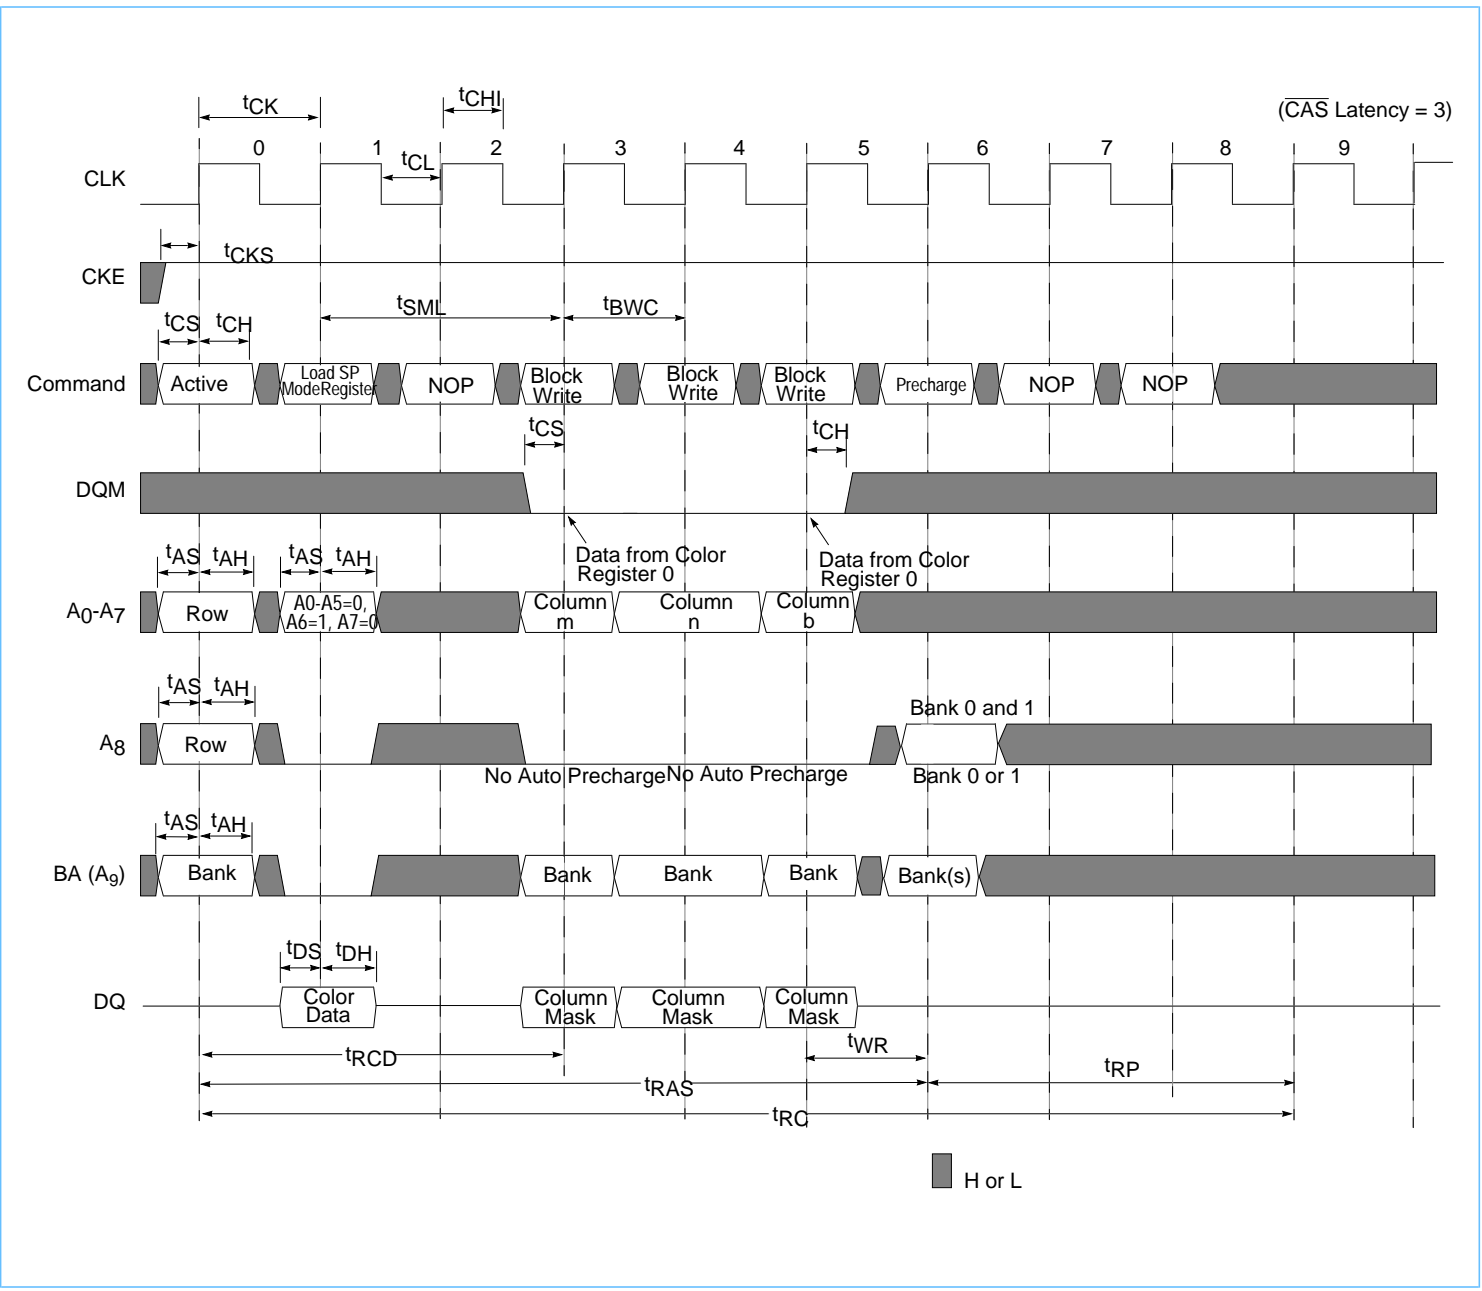 tCK
tCHI
(CAS Latency = 3)
0 1 2 3 4 5 6 7 8 9
tCL
CLK
tCKS
CKE
tSML
tBWC
tCS tCH
Command
Active
Load SP
ModeRegister
NOP
Block
Write
Block
Write
Block
Write
Precharge
NOP
NOP
tCS
tCH
DQM
Data from Color
Register 0
Data from Color
Register 0
tAS tAH tAS tAH
A0-A7
Row
A0-A5=0,
A6=1, A7=0
Column
m
Column
n
Column
b
tAS tAH
Bank 0 and 1
A8
Row
No Auto Precharge
No Auto Precharge
Bank 0 or 1
tAS tAH
BA (A9)
Bank
Bank
Bank
Bank
Bank(s)
tDS tDH
DQ
Color
Data
Column
Mask
Column
Mask
Column
Mask
tRCD
tWR
tRAS
tRP
tRC
H or L